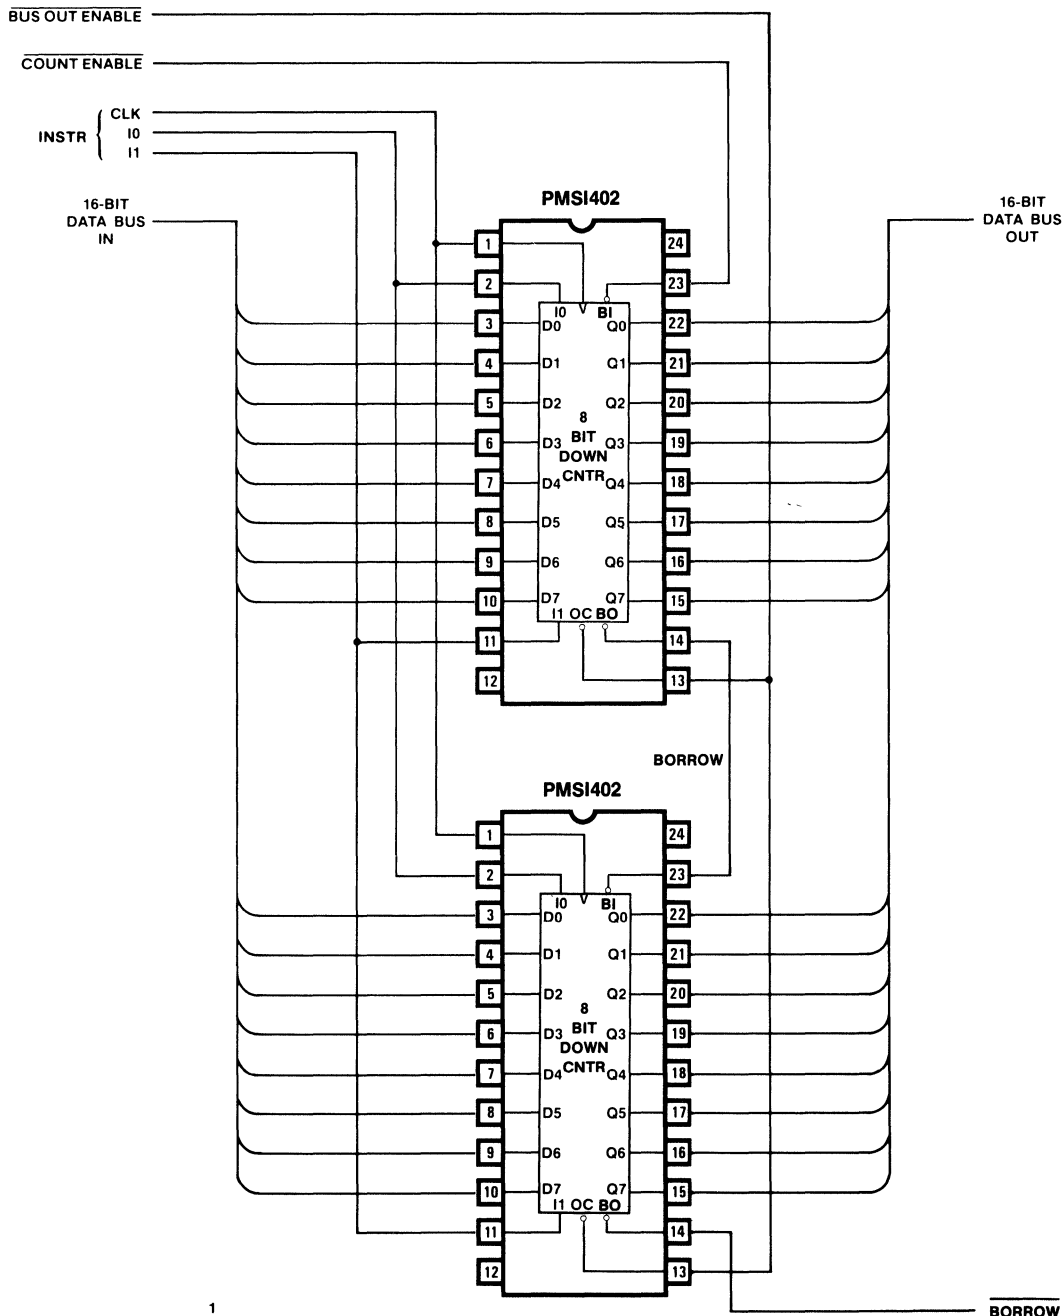 BUS OUT ENABLE
COUNT ENABLE
INSTR { CLK
I0
I1
16-BIT
DATA BUS
IN
16-BIT
DATA BUS
OUT
PMSI402
1 24
2 23
I0 BI
3 D0 Q0 22
4 D1 Q1 21
5 D2 Q2 20
8
6 D3 BIT Q3 19
DOWN
7 D4 CNTR Q4 18
8 D5 Q5 17
9 D6 Q6 16
10 D7 Q7 15
I1 OC BO
11 14
12 13
BORROW
PMSI402
1 24
2 23
I0 BI
3 D0 Q0 22
4 D1 Q1 21
5 D2 Q2 20
8
6 D3 BIT Q3 19
DOWN
7 D4 CNTR Q4 18
8 D5 Q5 17
9 D6 Q6 16
10 D7 Q7 15
I1 OC BO
11 14
12 13
1
BORROW